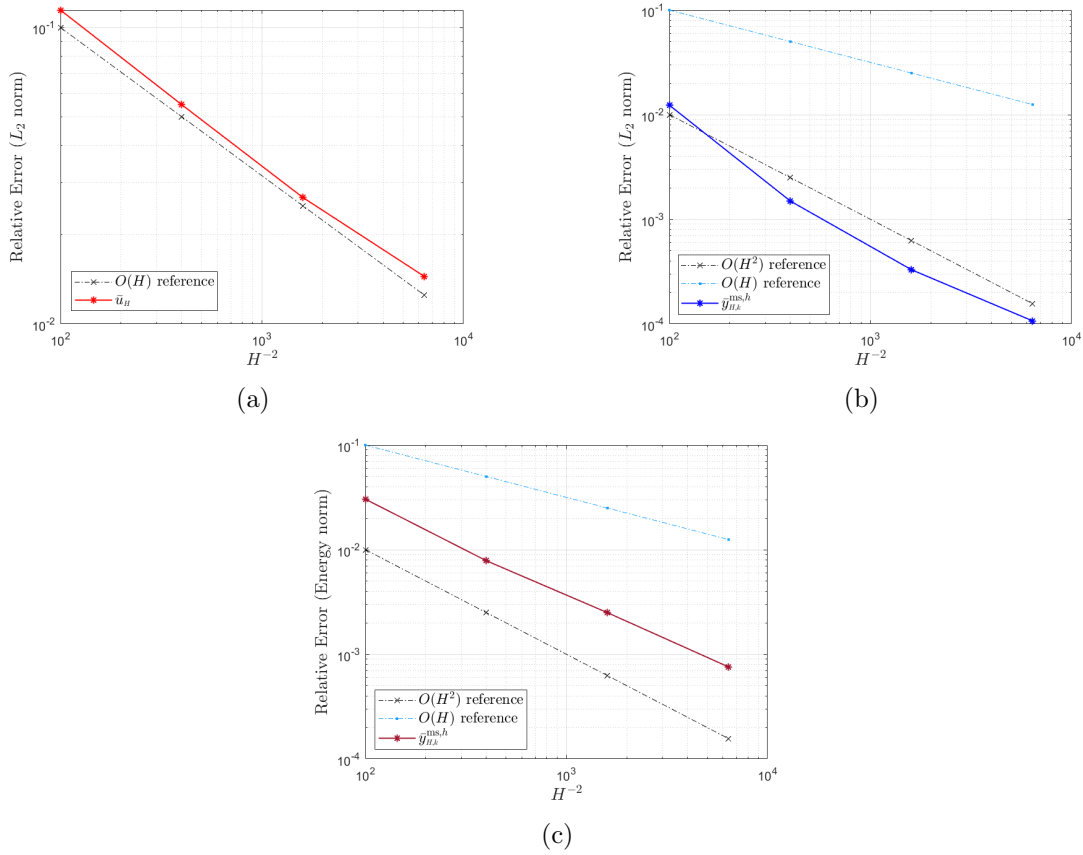 10^{-1}
10^{-2}
Relative Error (L_2 norm)
O(H) reference
ū_H
10^2
10^3
10^4
H^{-2}
(a)
10^{-1}
10^{-2}
10^{-3}
10^{-4}
Relative Error (L_2 norm)
O(H^2) reference
O(H) reference
ȳ_{H,k}^{ms,h}
10^2
10^3
10^4
H^{-2}
(b)
10^{-1}
10^{-2}
10^{-3}
10^{-4}
Relative Error (Energy norm)
O(H^2) reference
O(H) reference
ȳ_{H,k}^{ms,h}
10^2
10^3
10^4
H^{-2}
(c)